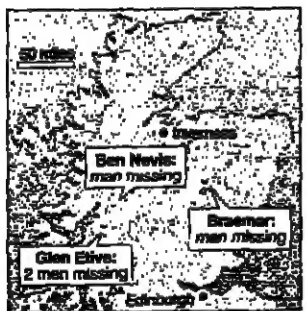 50 miles
Inverness
Ben Nevis:
man missing
Braemar:
man missing
Glen Etive:
2 men missing
Edinburgh